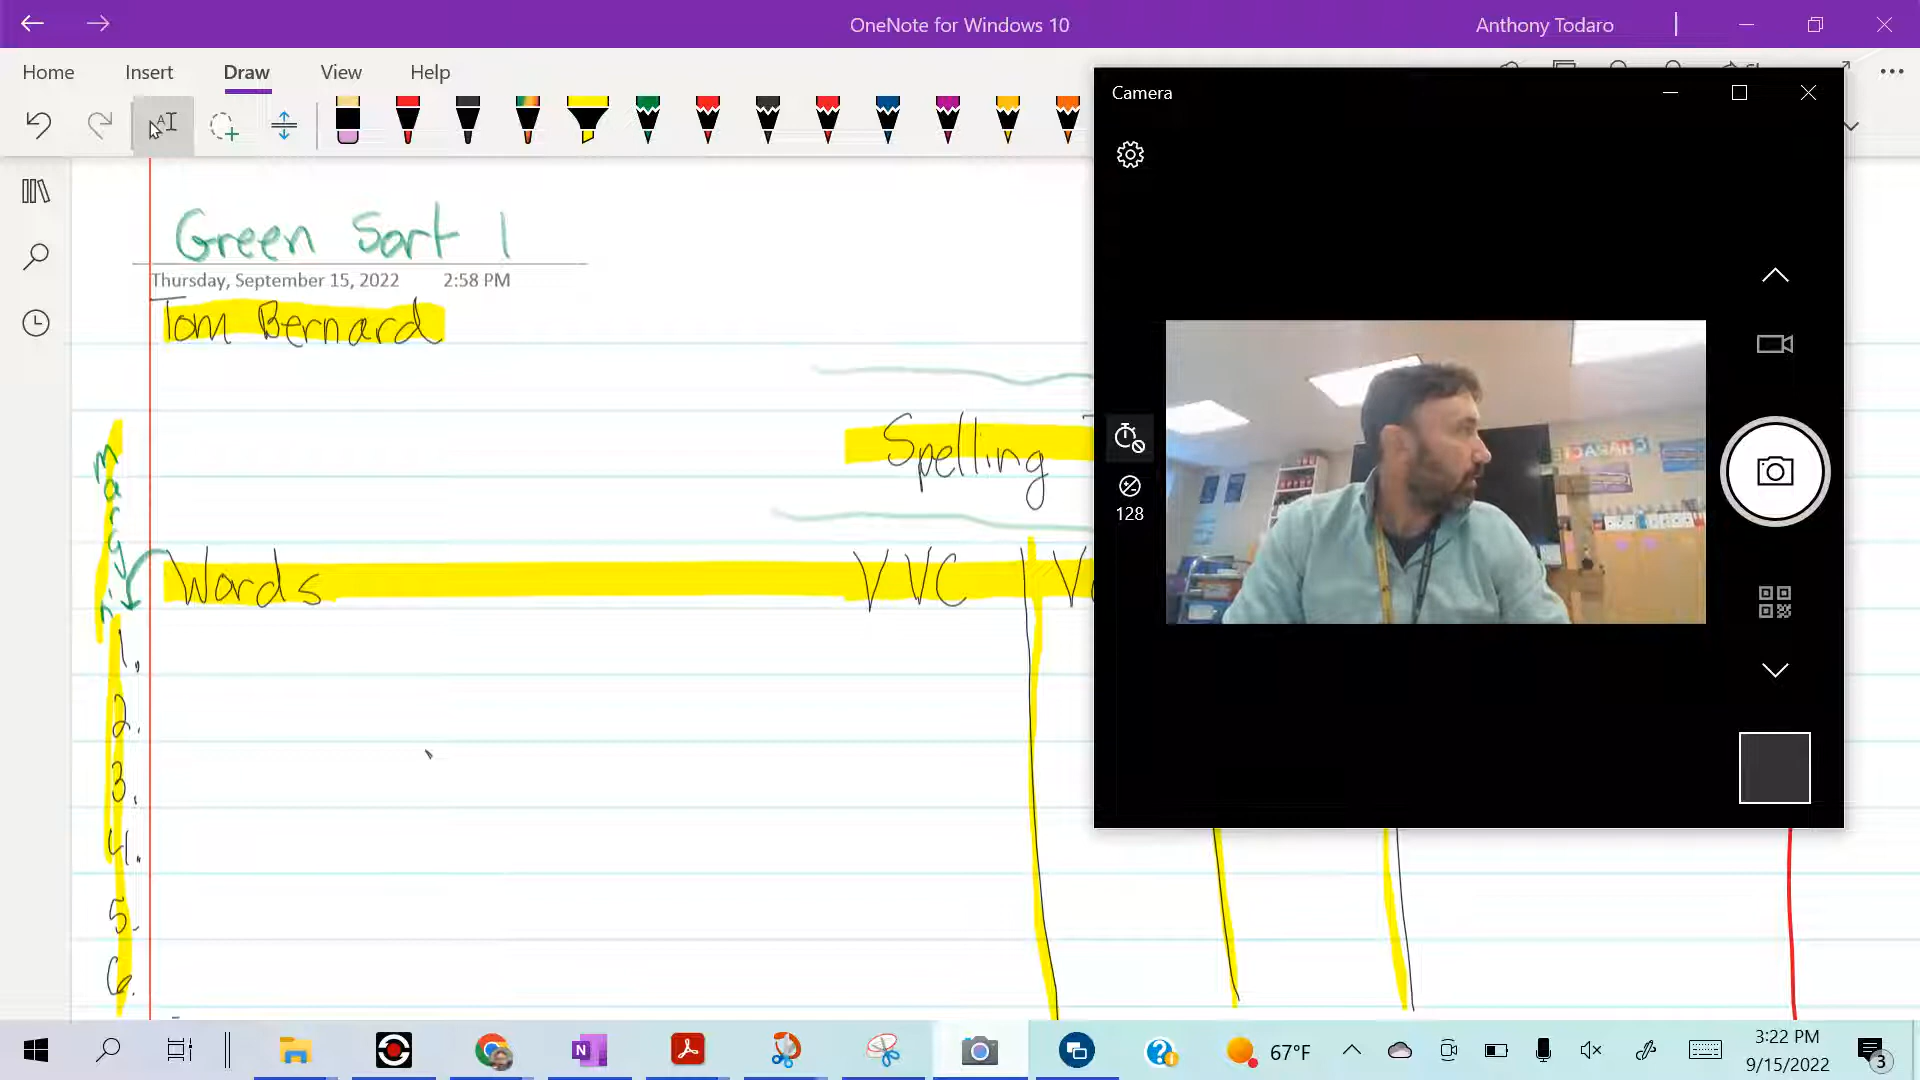 OneNote for Windows 10
Anthony Todaro
Home Insert Draw View Help
Camera
Green Sort 1
Thursday, September 15, 2022 2:58 PM
Tom Bernard
margin
Spelling
128
Words VVC
1.
2.
3.
4.
5.
6.
67°F
3:22 PM
9/15/2022
3